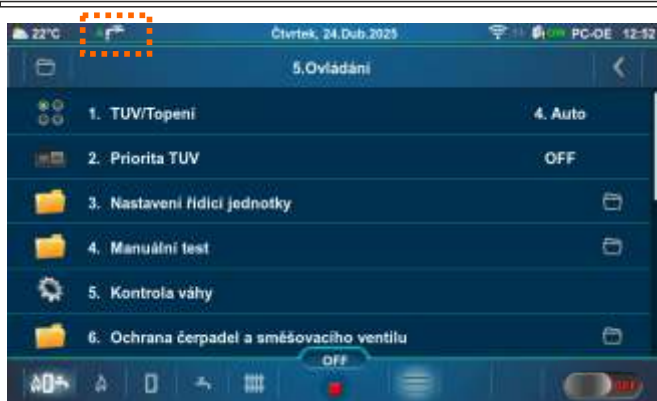 22°C Čtvrtek, 24.Dub.2025 PC-OE 12:52
5.Ovládání
1. TUV/Topení 4. Auto
2. Priorita TUV OFF
3. Nastavení řídicí jednotky
4. Manuální test
5. Kontrola váhy
6. Ochrana čerpadel a směšovacího ventilu
OFF
OFF